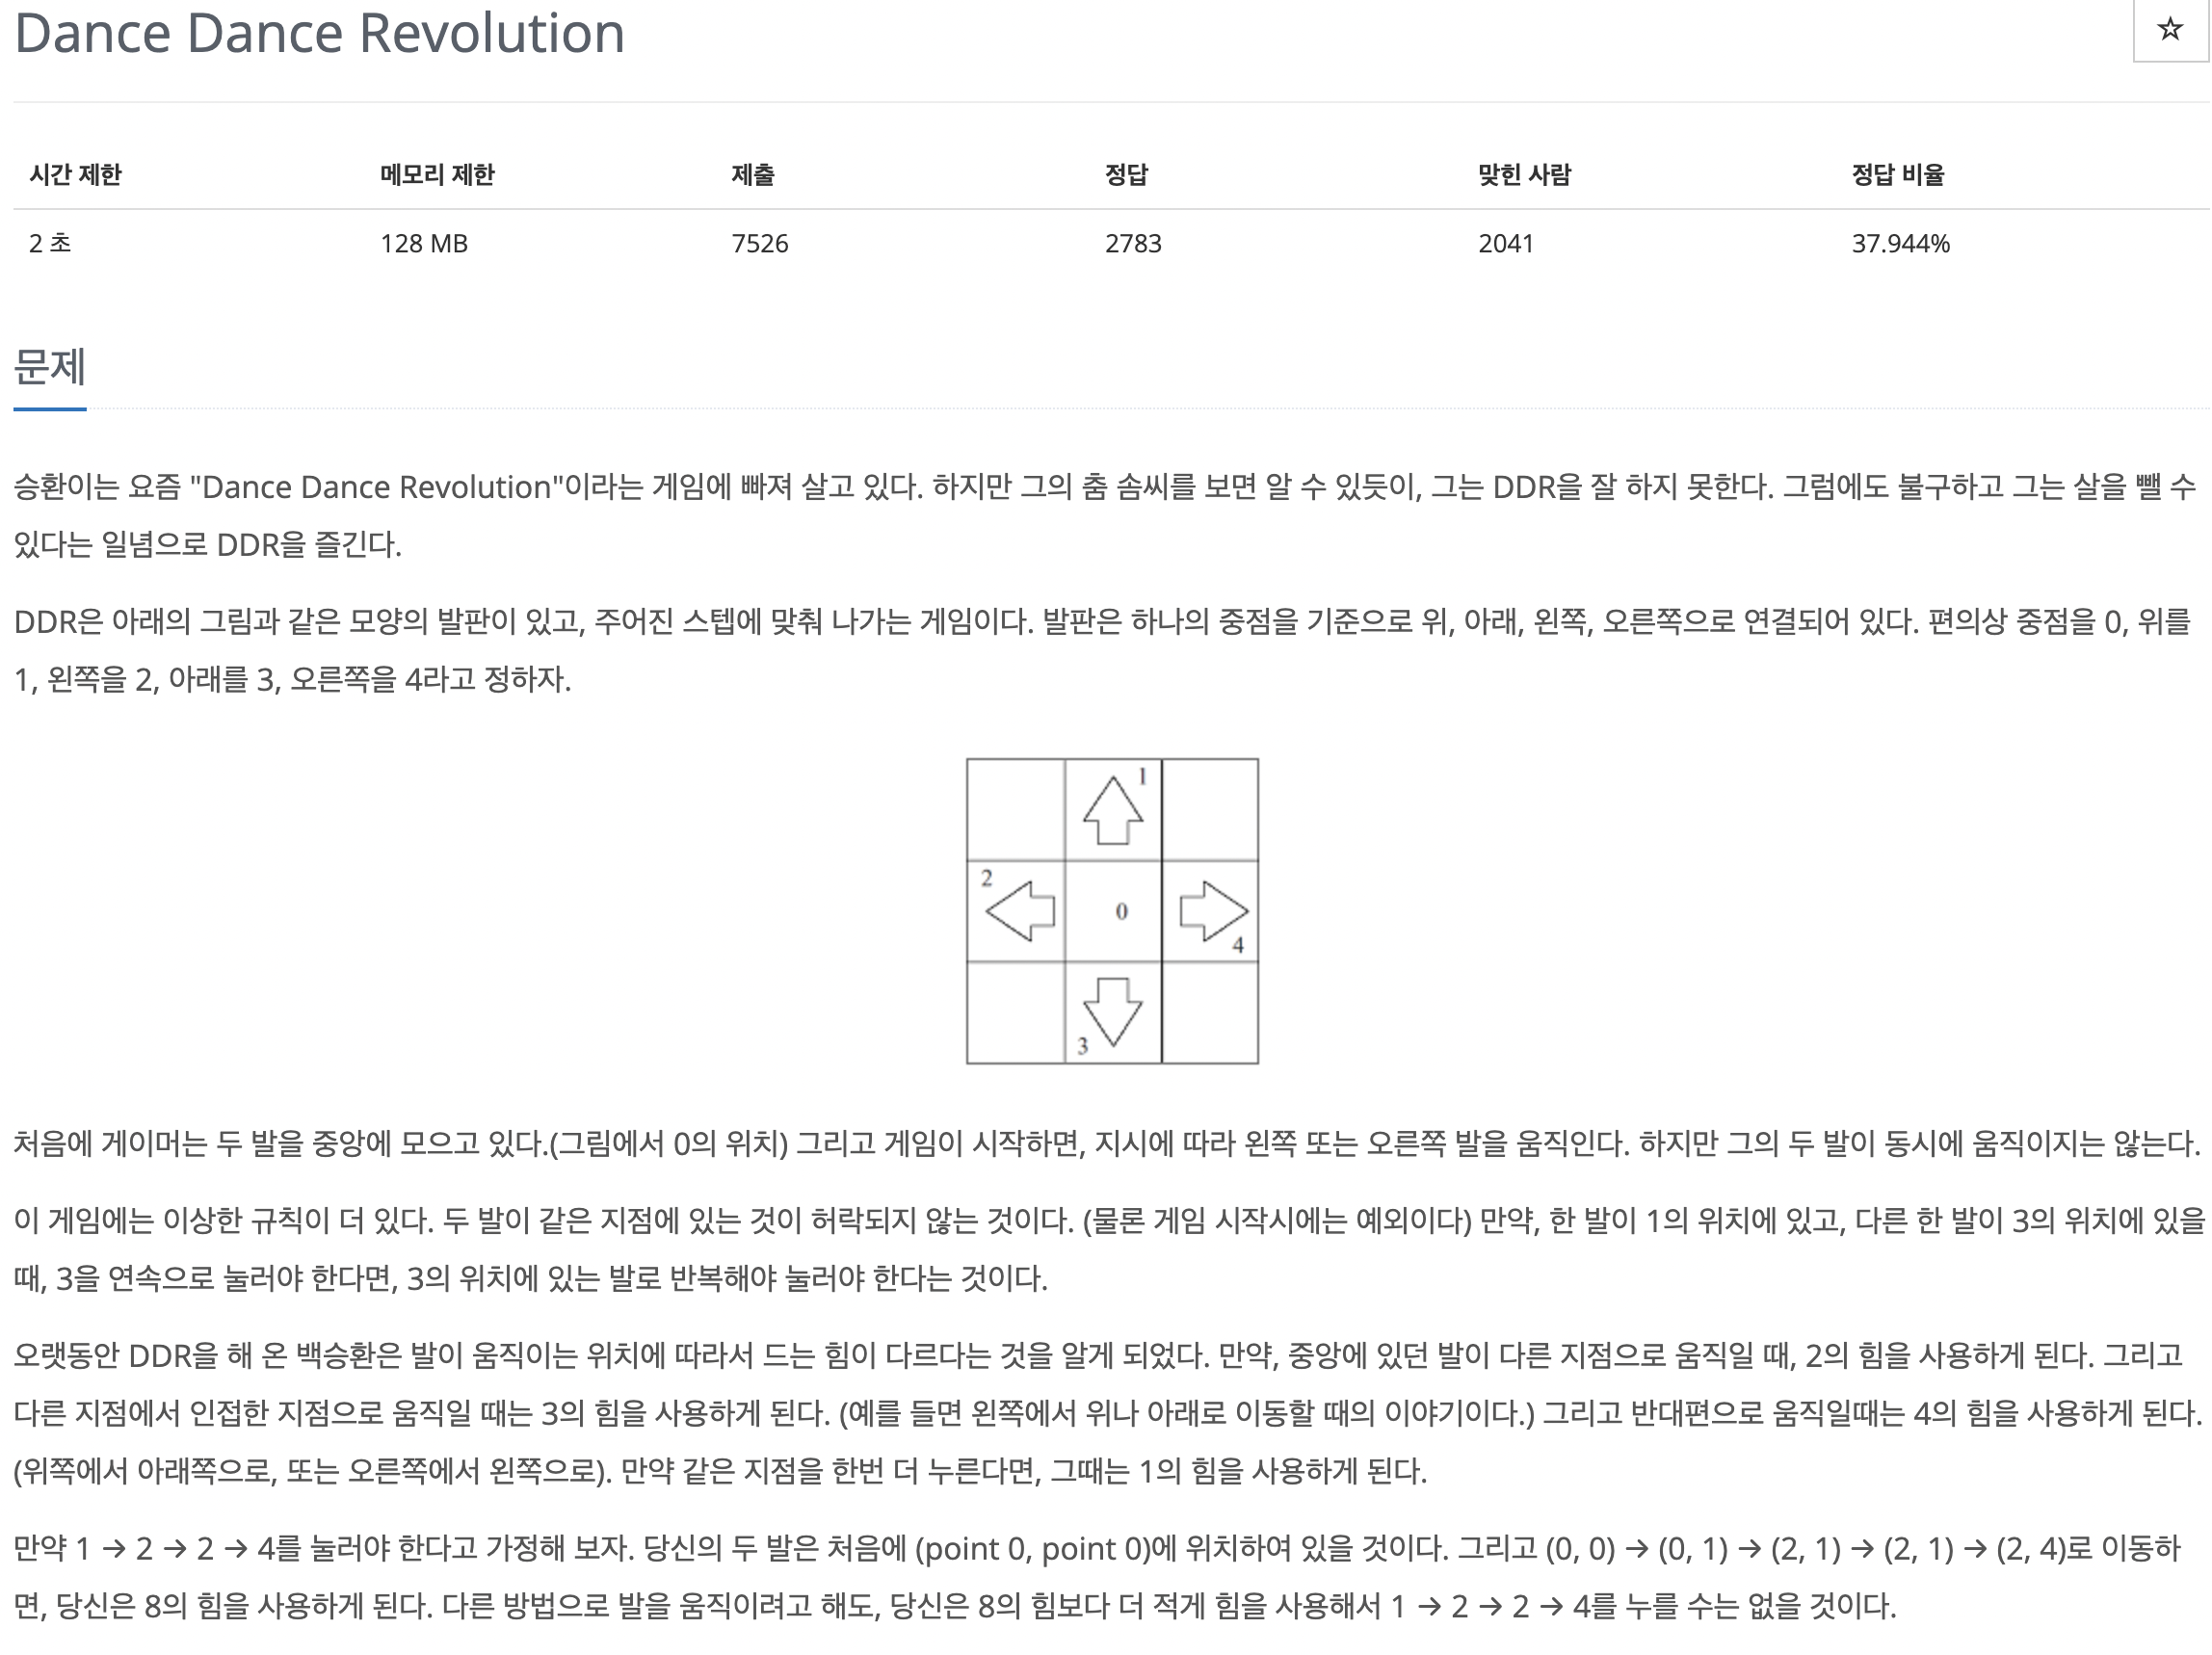 Dance Dance Revolution
시간 제한 메모리 제한 제출 정답 맞힌 사람 정답 비율
2 초 128 MB 7526 2783 2041 37.944%
문제
승환이는 요즘 "Dance Dance Revolution"이라는 게임에 빠져 살고 있다. 하지만 그의 춤 솜씨를 보면 알 수 있듯이, 그는 DDR을 잘 하지 못한다. 그럼에도 불구하고 그는 살을 뺄 수
있다는 일념으로 DDR을 즐긴다.
DDR은 아래의 그림과 같은 모양의 발판이 있고, 주어진 스텝에 맞춰 나가는 게임이다. 발판은 하나의 중점을 기준으로 위, 아래, 왼쪽, 오른쪽으로 연결되어 있다. 편의상 중점을 0, 위를
1, 왼쪽을 2, 아래를 3, 오른쪽을 4라고 정하자.
1
2
0
4
3
처음에 게이머는 두 발을 중앙에 모으고 있다.(그림에서 0의 위치) 그리고 게임이 시작하면, 지시에 따라 왼쪽 또는 오른쪽 발을 움직인다. 하지만 그의 두 발이 동시에 움직이지는 않는다.
이 게임에는 이상한 규칙이 더 있다. 두 발이 같은 지점에 있는 것이 허락되지 않는 것이다. (물론 게임 시작시에는 예외이다) 만약, 한 발이 1의 위치에 있고, 다른 한 발이 3의 위치에 있을
때, 3을 연속으로 눌러야 한다면, 3의 위치에 있는 발로 반복해야 눌러야 한다는 것이다.
오랫동안 DDR을 해 온 백승환은 발이 움직이는 위치에 따라서 드는 힘이 다르다는 것을 알게 되었다. 만약, 중앙에 있던 발이 다른 지점으로 움직일 때, 2의 힘을 사용하게 된다. 그리고
다른 지점에서 인접한 지점으로 움직일 때는 3의 힘을 사용하게 된다. (예를 들면 왼쪽에서 위나 아래로 이동할 때의 이야기이다.) 그리고 반대편으로 움직일때는 4의 힘을 사용하게 된다.
(위쪽에서 아래쪽으로, 또는 오른쪽에서 왼쪽으로). 만약 같은 지점을 한번 더 누른다면, 그때는 1의 힘을 사용하게 된다.
만약 1 → 2 → 2 → 4를 눌러야 한다고 가정해 보자. 당신의 두 발은 처음에 (point 0, point 0)에 위치하여 있을 것이다. 그리고 (0, 0) → (0, 1) → (2, 1) → (2, 1) → (2, 4)로 이동하
면, 당신은 8의 힘을 사용하게 된다. 다른 방법으로 발을 움직이려고 해도, 당신은 8의 힘보다 더 적게 힘을 사용해서 1 → 2 → 2 → 4를 누를 수는 없을 것이다.